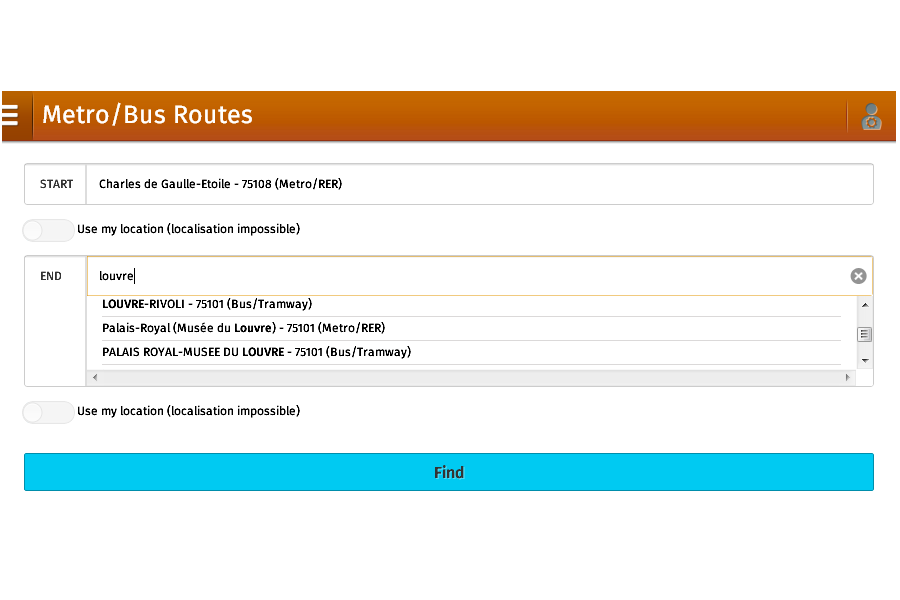 Metro/Bus Routes
START
Charles de Gaulle-Etoile - 75108 (Metro/RER)
Use my location (localisation impossible)
END
louvre
LOUVRE-RIVOLI - 75101 (Bus/Tramway)
Palais-Royal (Musée du Louvre) - 75101 (Metro/RER)
PALAIS ROYAL-MUSEE DU LOUVRE - 75101 (Bus/Tramway)
Use my location (localisation impossible)
Find